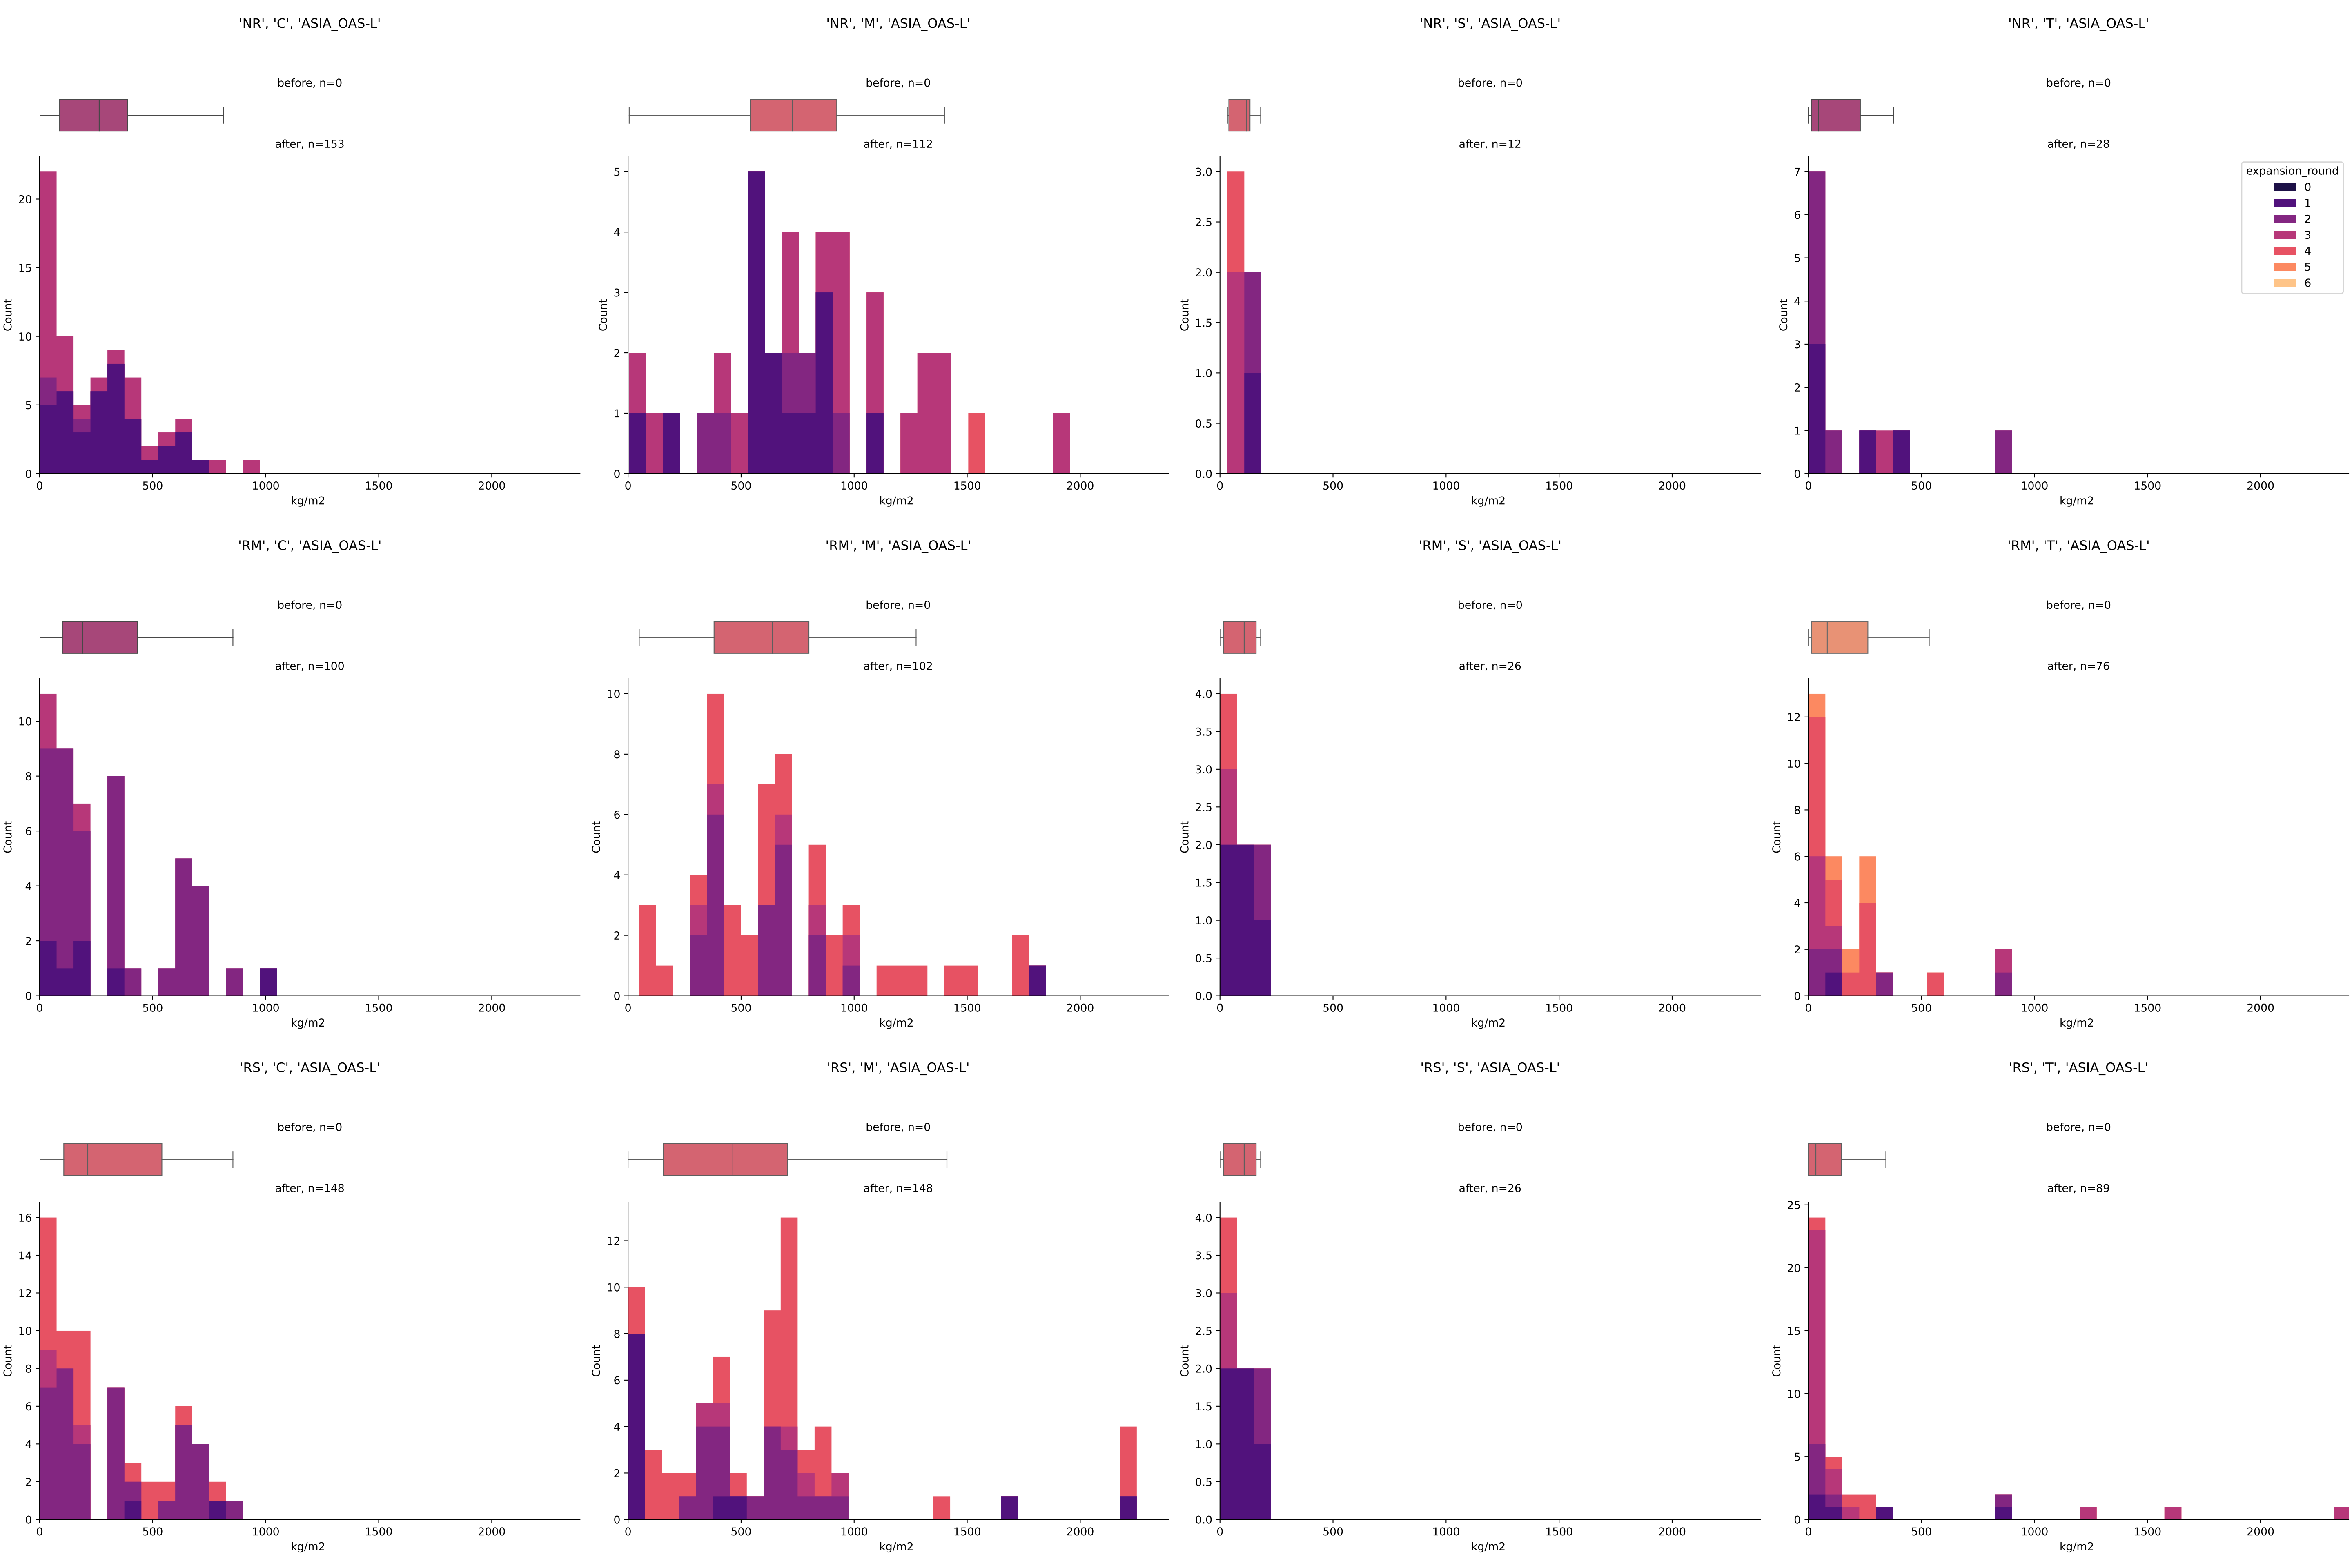 'NR', 'C', 'ASIA_OAS-L'
before, n=0
after, n=153
20
15
10
5
0
Count
0 500 1000 1500 2000
kg/m2
'NR', 'M', 'ASIA_OAS-L'
before, n=0
after, n=112
5
4
3
2
1
0
Count
0 500 1000 1500 2000
kg/m2
'NR', 'S', 'ASIA_OAS-L'
before, n=0
after, n=12
3.0
2.5
2.0
1.5
1.0
0.5
0.0
Count
0 500 1000 1500 2000
kg/m2
'NR', 'T', 'ASIA_OAS-L'
before, n=0
after, n=28
7
6
5
4
3
2
1
0
Count
expansion_round
0
1
2
3
4
5
6
0 500 1000 1500 2000
kg/m2
'RM', 'C', 'ASIA_OAS-L'
before, n=0
after, n=100
10
8
6
4
2
0
Count
0 500 1000 1500 2000
kg/m2
'RM', 'M', 'ASIA_OAS-L'
before, n=0
after, n=102
10
8
6
4
2
0
Count
0 500 1000 1500 2000
kg/m2
'RM', 'S', 'ASIA_OAS-L'
before, n=0
after, n=26
4.0
3.5
3.0
2.5
2.0
1.5
1.0
0.5
0.0
Count
0 500 1000 1500 2000
kg/m2
'RM', 'T', 'ASIA_OAS-L'
before, n=0
after, n=76
12
10
8
6
4
2
0
Count
0 500 1000 1500 2000
kg/m2
'RS', 'C', 'ASIA_OAS-L'
before, n=0
after, n=148
16
14
12
10
8
6
4
2
0
Count
0 500 1000 1500 2000
kg/m2
'RS', 'M', 'ASIA_OAS-L'
before, n=0
after, n=148
12
10
8
6
4
2
0
Count
0 500 1000 1500 2000
kg/m2
'RS', 'S', 'ASIA_OAS-L'
before, n=0
after, n=26
4.0
3.5
3.0
2.5
2.0
1.5
1.0
0.5
0.0
Count
0 500 1000 1500 2000
kg/m2
'RS', 'T', 'ASIA_OAS-L'
before, n=0
after, n=89
25
20
15
10
5
0
Count
0 500 1000 1500 2000
kg/m2